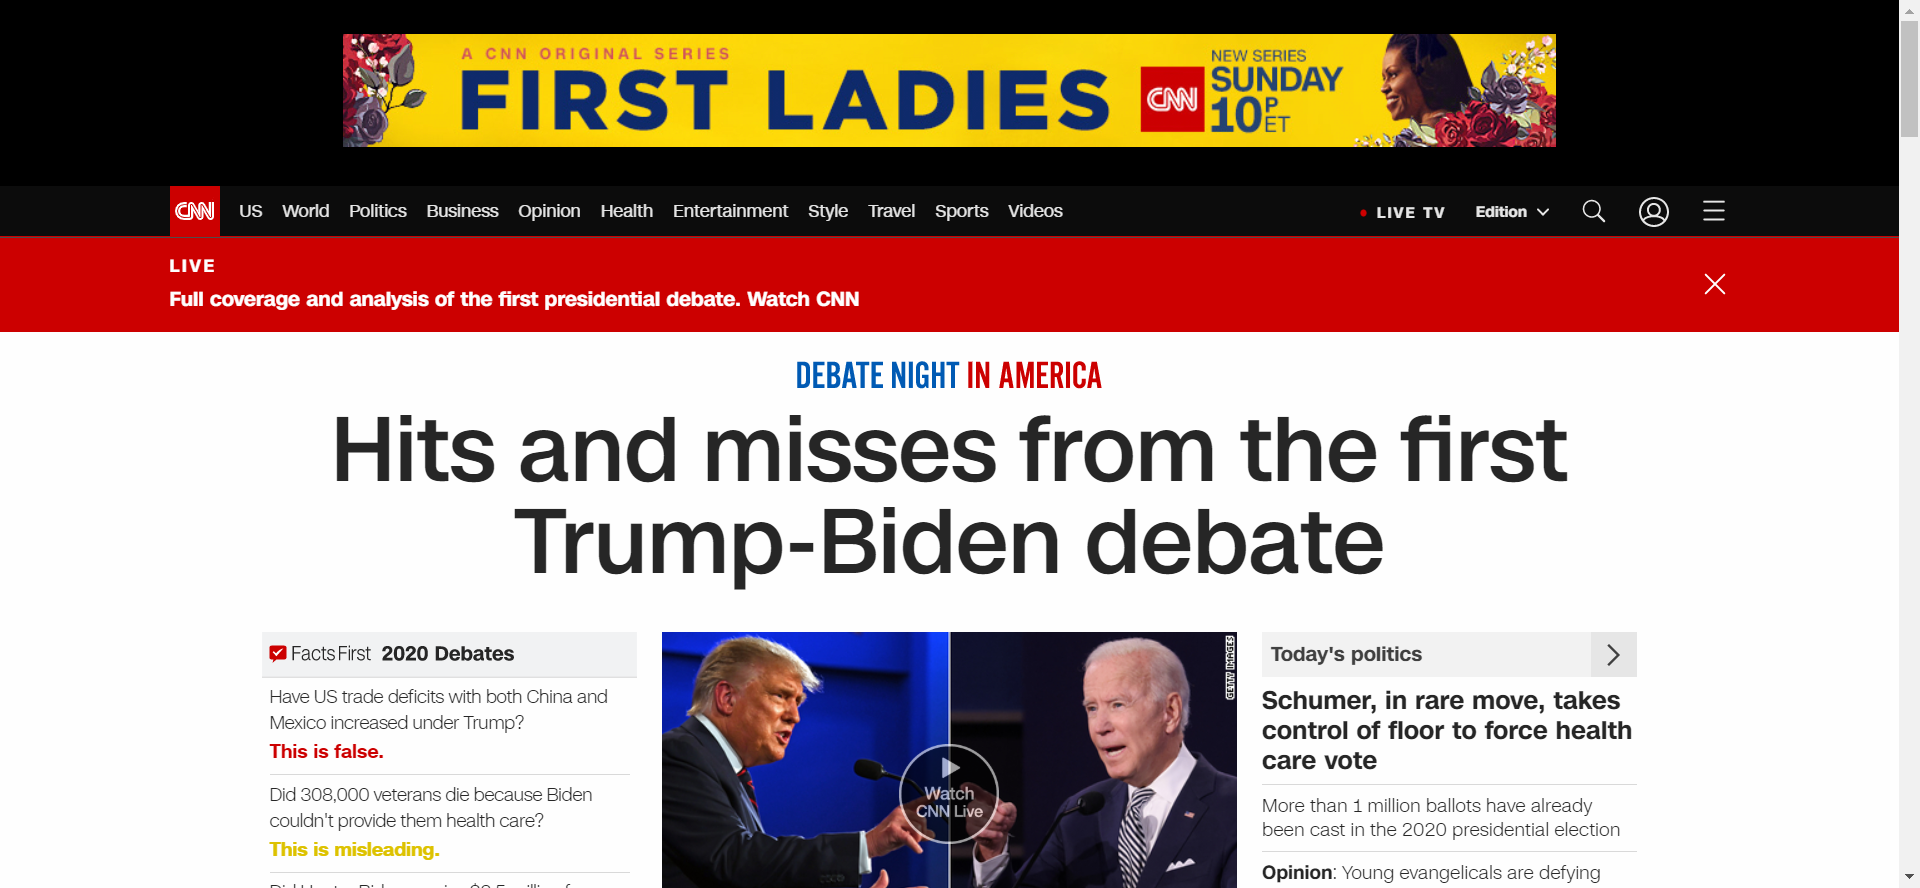 A CNN ORIGINAL SERIES
FIRST LADIES
CNN
NEW SERIES
SUNDAY
10P ET
CNN
US World Politics Business Opinion Health Entertainment Style Travel Sports Videos
LIVE TV Edition
LIVE
Full coverage and analysis of the first presidential debate. Watch CNN
DEBATE NIGHT IN AMERICA
Hits and misses from the first
Trump-Biden debate
Facts First 2020 Debates
Have US trade deficits with both China and
Mexico increased under Trump?
This is false.
Did 308,000 veterans die because Biden
couldn't provide them health care?
This is misleading.
GETTY IMAGES
Watch
CNN Live
Today's politics
Schumer, in rare move, takes
control of floor to force health
care vote
More than 1 million ballots have already
been cast in the 2020 presidential election
Opinion: Young evangelicals are defying